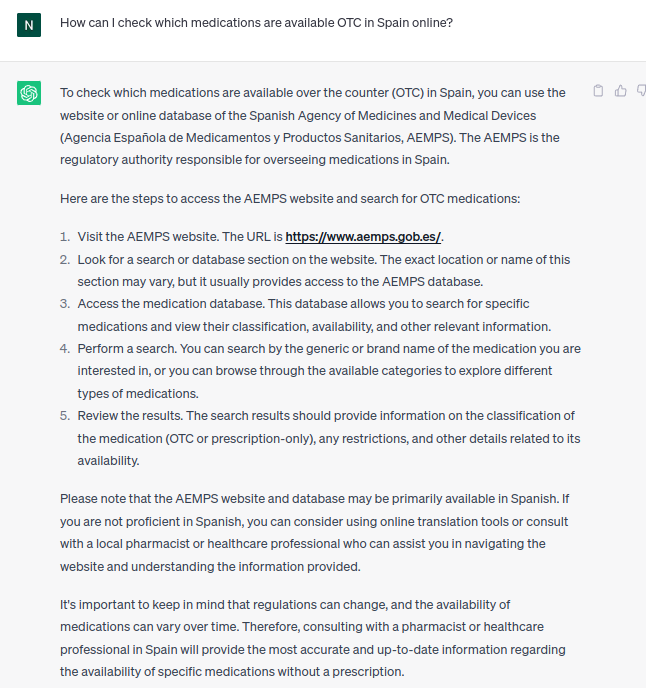 N
How can I check which medications are available OTC in Spain online?
To check which medications are available over the counter (OTC) in Spain, you can use the
website or online database of the Spanish Agency of Medicines and Medical Devices
(Agencia Española de Medicamentos y Productos Sanitarios, AEMPS). The AEMPS is the
regulatory authority responsible for overseeing medications in Spain.
Here are the steps to access the AEMPS website and search for OTC medications:
1. Visit the AEMPS website. The URL is https://www.aemps.gob.es/.
2. Look for a search or database section on the website. The exact location or name of this
section may vary, but it usually provides access to the AEMPS database.
3. Access the medication database. This database allows you to search for specific
medications and view their classification, availability, and other relevant information.
4. Perform a search. You can search by the generic or brand name of the medication you are
interested in, or you can browse through the available categories to explore different
types of medications.
5. Review the results. The search results should provide information on the classification of
the medication (OTC or prescription-only), any restrictions, and other details related to its
availability.
Please note that the AEMPS website and database may be primarily available in Spanish. If
you are not proficient in Spanish, you can consider using online translation tools or consult
with a local pharmacist or healthcare professional who can assist you in navigating the
website and understanding the information provided.
It's important to keep in mind that regulations can change, and the availability of
medications can vary over time. Therefore, consulting with a pharmacist or healthcare
professional in Spain will provide the most accurate and up-to-date information regarding
the availability of specific medications without a prescription.